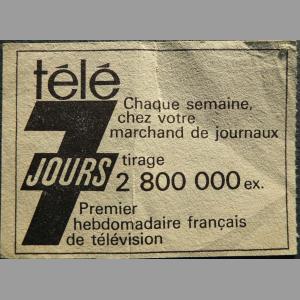 télé
7
JOURS
Chaque semaine,
chez votre
marchand de journaux
tirage
2 800 000 ex.
Premier
hebdomadaire français
de télévision